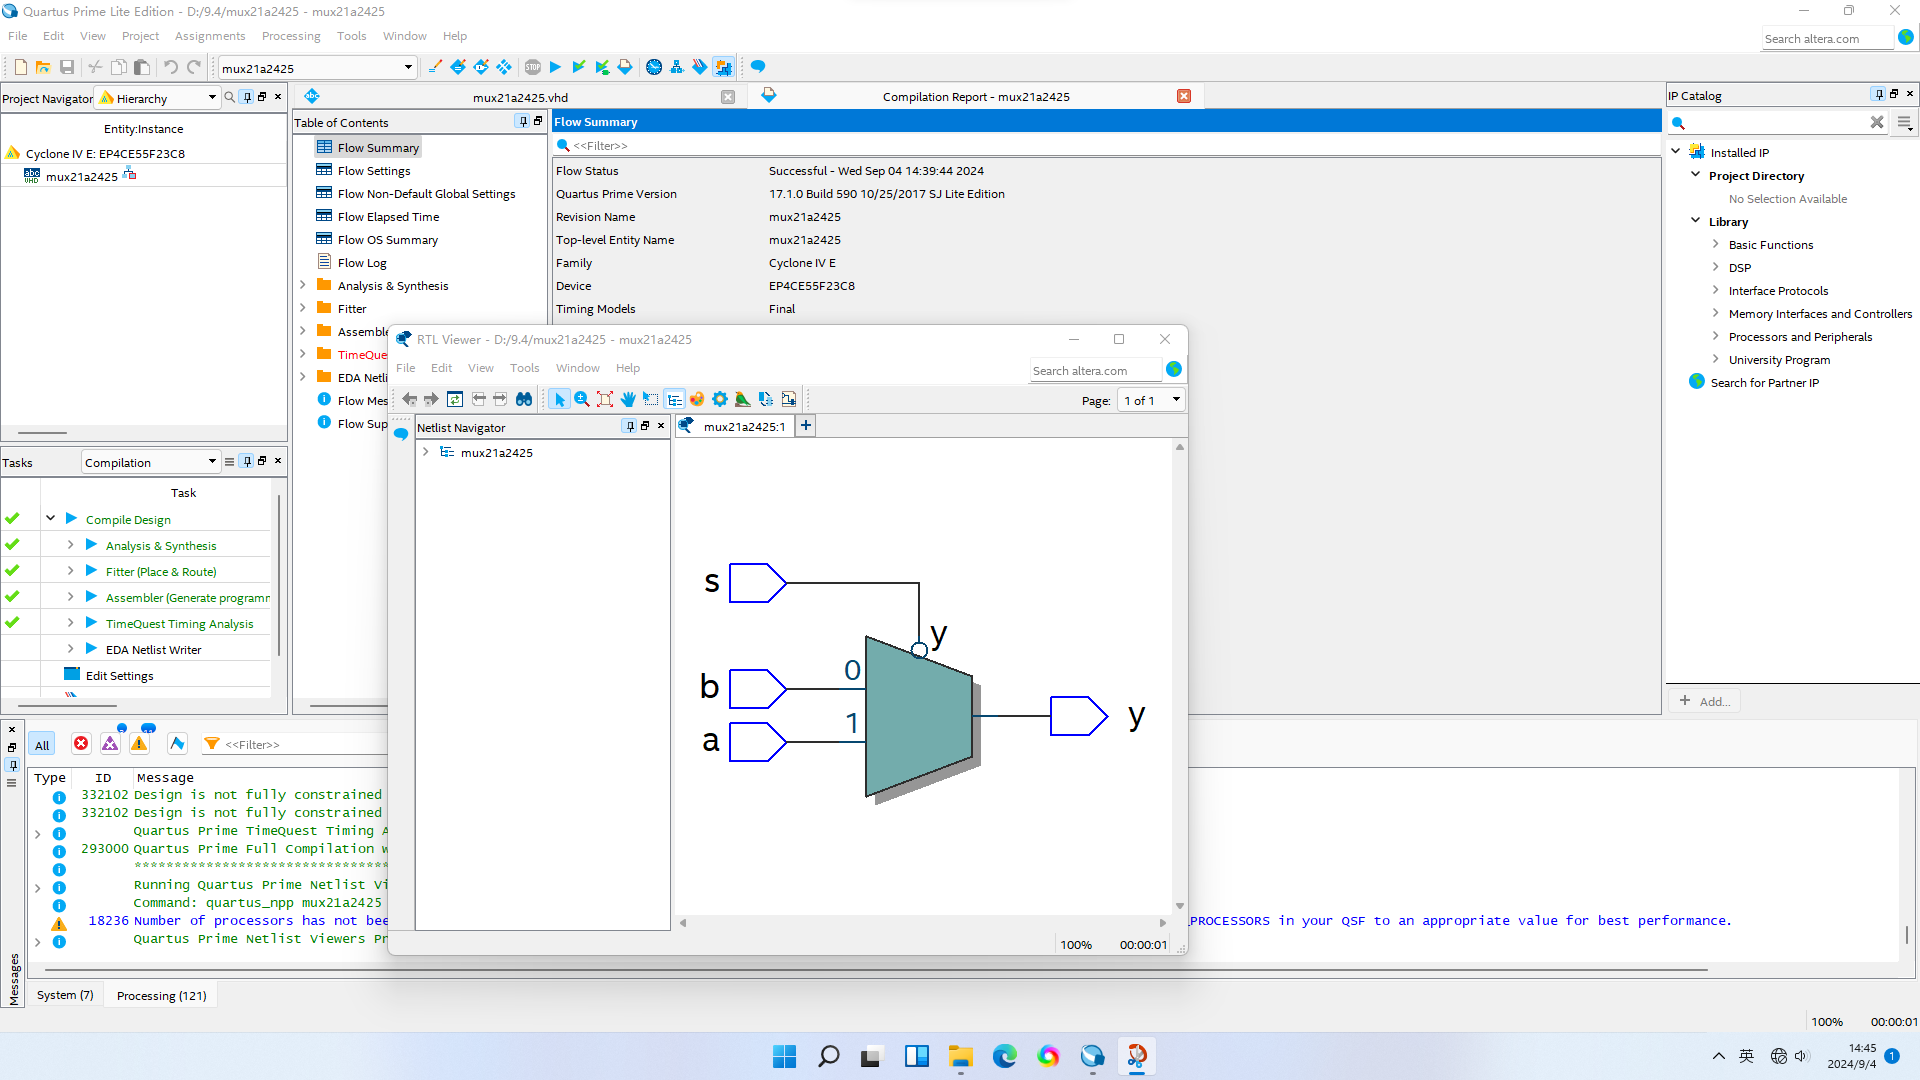 Quartus Prime Lite Edition - D:/9.4/mux21a2425 - mux21a2425
File Edit View Project Assignments Processing Tools Window Help
Search altera.com
mux21a2425
Project Navigator Hierarchy
Entity:Instance
Cyclone IV E: EP4CE55F23C8
mux21a2425
mux21a2425.vhd
Compilation Report - mux21a2425
Table of Contents
Flow Summary
Flow Settings
Flow Non-Default Global Settings
Flow Elapsed Time
Flow OS Summary
Flow Log
Analysis & Synthesis
Fitter
Assemble
TimeQue
EDA Netli
Flow Mes
Flow Sup
Flow Summary
<<Filter>>
Flow Status Successful - Wed Sep 04 14:39:44 2024
Quartus Prime Version 17.1.0 Build 590 10/25/2017 SJ Lite Edition
Revision Name mux21a2425
Top-level Entity Name mux21a2425
Family Cyclone IV E
Device EP4CE55F23C8
Timing Models Final
IP Catalog
Installed IP
Project Directory
No Selection Available
Library
Basic Functions
DSP
Interface Protocols
Memory Interfaces and Controllers
Processors and Peripherals
University Program
Search for Partner IP
Add...
Tasks Compilation
Task
Compile Design
Analysis & Synthesis
Fitter (Place & Route)
Assembler (Generate programm
TimeQuest Timing Analysis
EDA Netlist Writer
Edit Settings
RTL Viewer - D:/9.4/mux21a2425 - mux21a2425
File Edit View Tools Window Help
Search altera.com
Page: 1 of 1
Netlist Navigator
mux21a2425
mux21a2425:1
s
y
b
0
a
1
y
100% 00:00:01
All
<<Filter>>
Type ID Message
332102 Design is not fully constrained
332102 Design is not fully constrained
Quartus Prime TimeQuest Timing A
293000 Quartus Prime Full Compilation w
********************************
Running Quartus Prime Netlist Vi
Command: quartus_npp mux21a2425
18236 Number of processors has not bee PROCESSORS in your QSF to an appropriate value for best performance.
Quartus Prime Netlist Viewers Pr
Messages
System (7)
Processing (121)
100% 00:00:01
英
14:45
2024/9/4
1